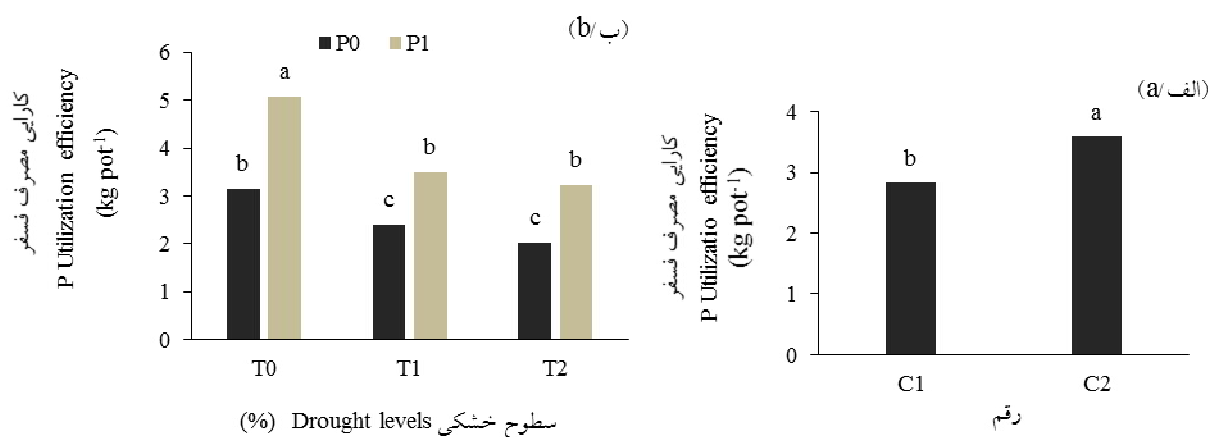 (ب/b)
P0 P1
کارایی مصرف فسفر
P Utilization efficiency
(kg pot-1)
6
5
4
3
2
1
0
b
a
c
b
c
b
T0 T1 T2
سطوح خشکی Drought levels (%)
(الف/a)
کارایی مصرف فسفر
P Utilizatio efficiency
(kg pot-1)
4
3
2
1
0
b
a
C1 C2
رقم